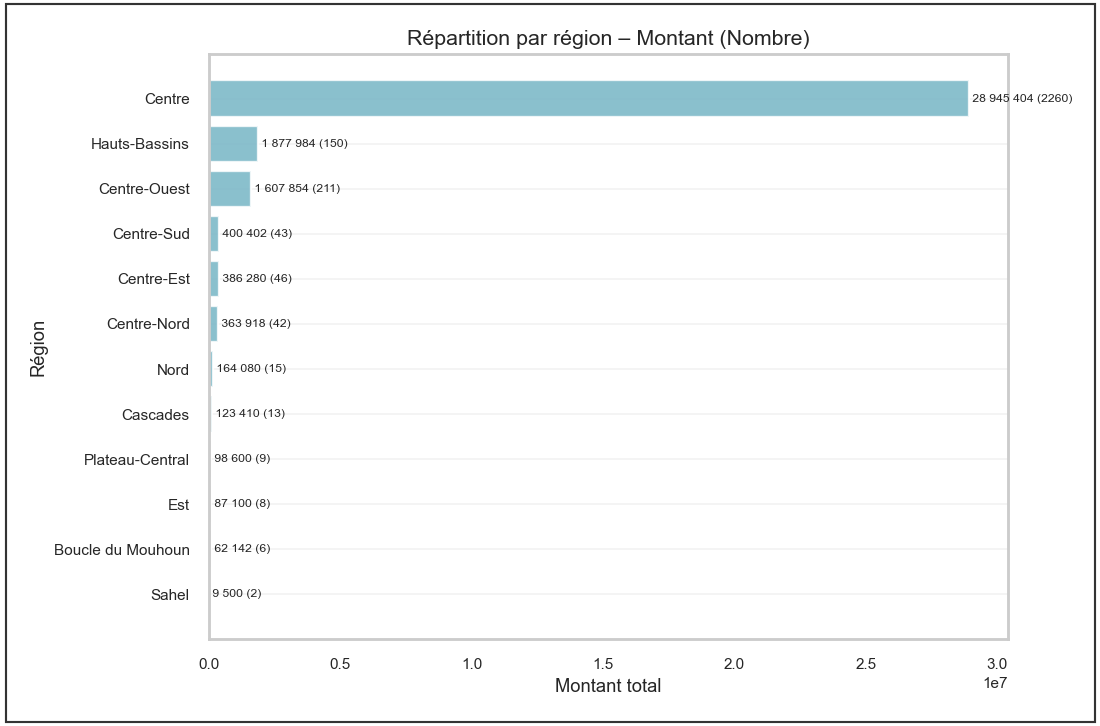 Répartition par région – Montant (Nombre)
Région
Centre 28 945 404 (2260)
Hauts-Bassins 1 877 984 (150)
Centre-Ouest 1 607 854 (211)
Centre-Sud 400 402 (43)
Centre-Est 386 280 (46)
Centre-Nord 363 918 (42)
Nord 164 080 (15)
Cascades 123 410 (13)
Plateau-Central 98 600 (9)
Est 87 100 (8)
Boucle du Mouhoun 62 142 (6)
Sahel 9 500 (2)
0.0 0.5 1.0 1.5 2.0 2.5 3.0
1e7
Montant total